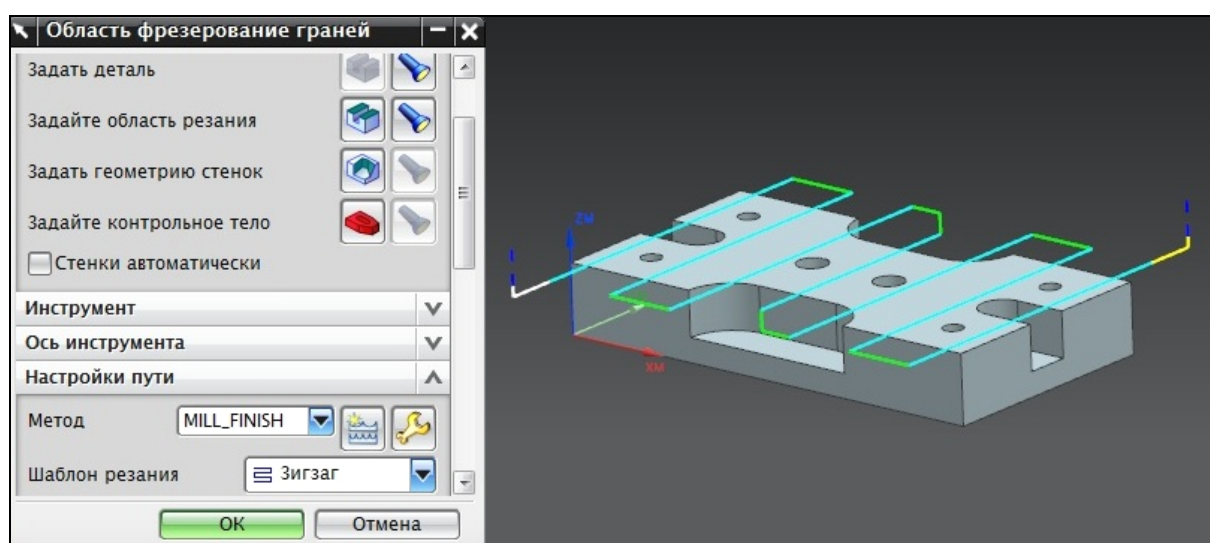 Область фрезерование граней
Задать деталь
Задайте область резания
Задать геометрию стенок
Задайте контрольное тело
Стенки автоматически
Инструмент
Ось инструмента
Настройки пути
Метод MILL_FINISH
Шаблон резания Зигзаг
ОК Отмена
ZM
XM